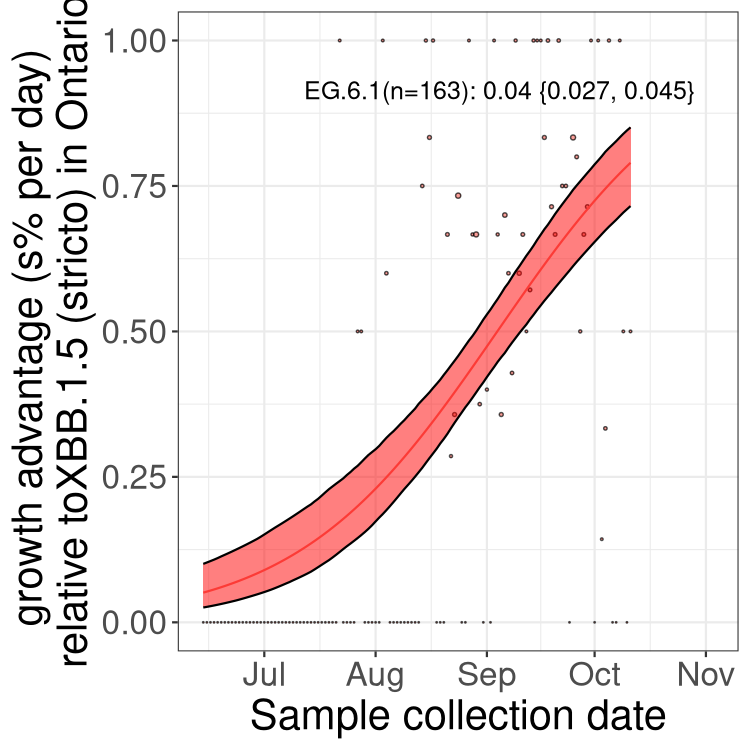 growth advantage (s% per day)
relative toXBB.1.5 (stricto) in Ontario
1.00
0.75
0.50
0.25
0.00
EG.6.1(n=163): 0.04 {0.027, 0.045}
Jul Aug Sep Oct Nov
Sample collection date